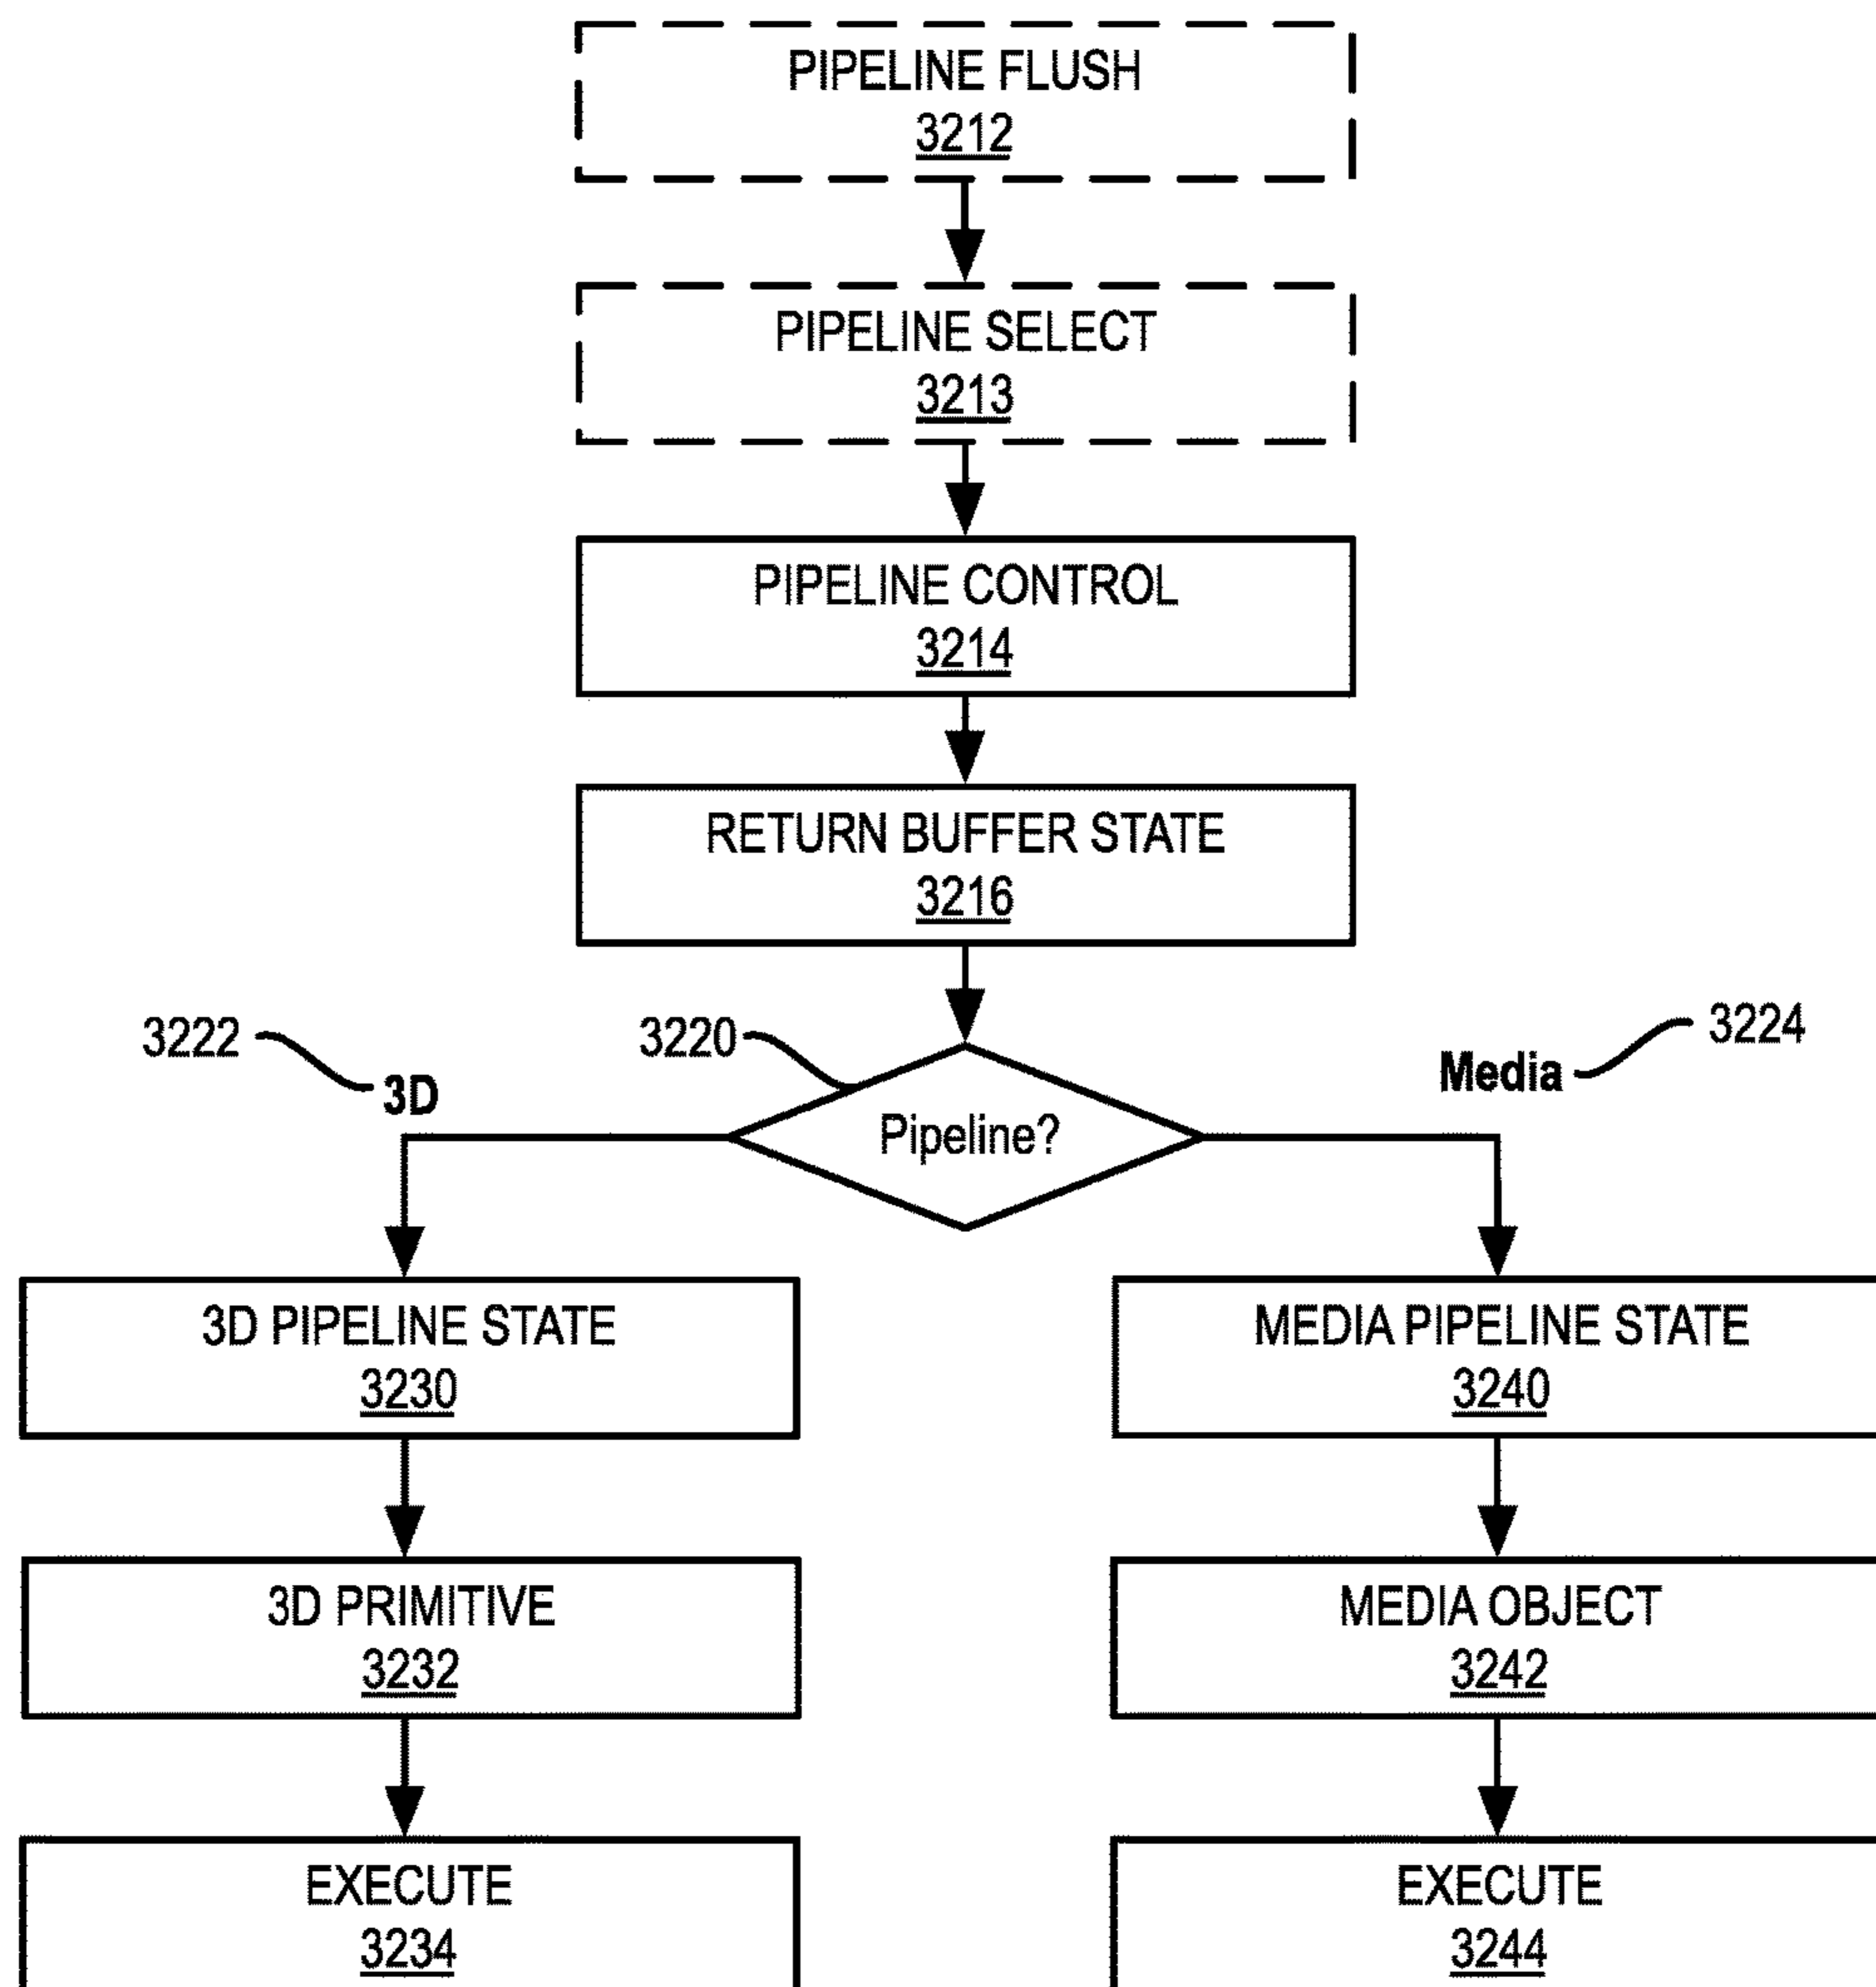 PIPELINE FLUSH
3212
PIPELINE SELECT
3213
PIPELINE CONTROL
3214
RETURN BUFFER STATE
3216
3222
3D
3220
Pipeline?
Media
3224
3D PIPELINE STATE
3230
MEDIA PIPELINE STATE
3240
3D PRIMITIVE
3232
MEDIA OBJECT
3242
EXECUTE
3234
EXECUTE
3244